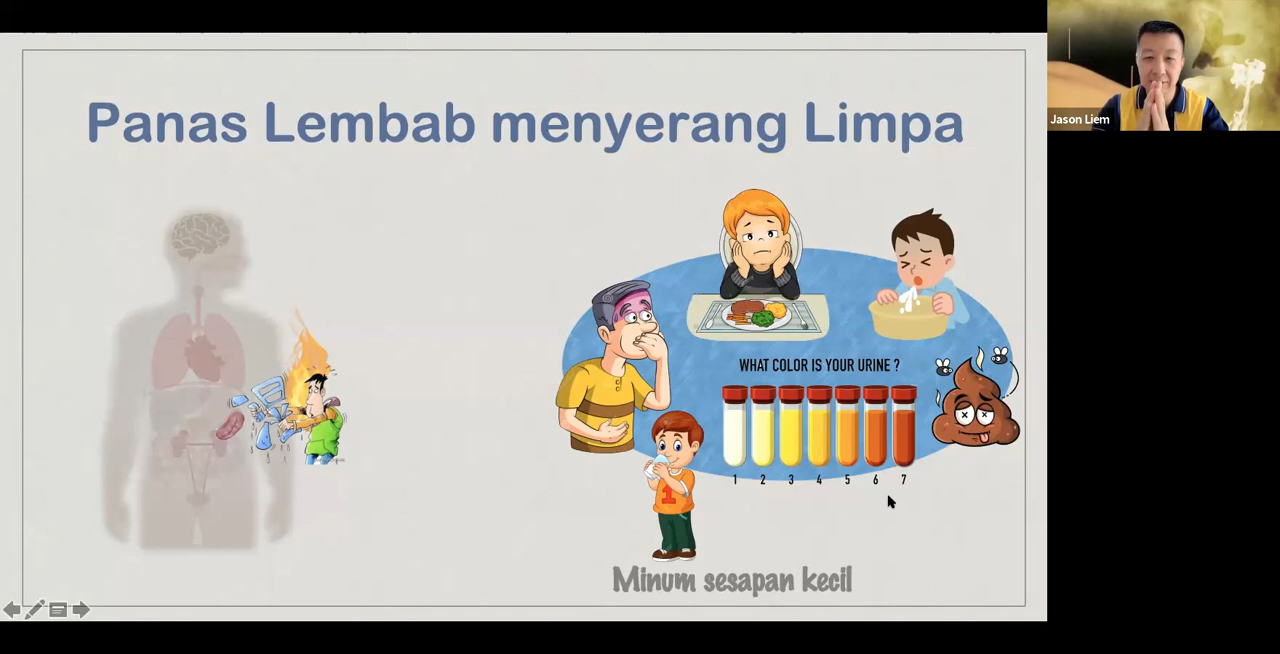 Panas Lembab menyerang Limpa
Jason Liem
WHAT COLOR IS YOUR URINE ?
1 2 3 4 5 6 7
1
Minum sesapan kecil